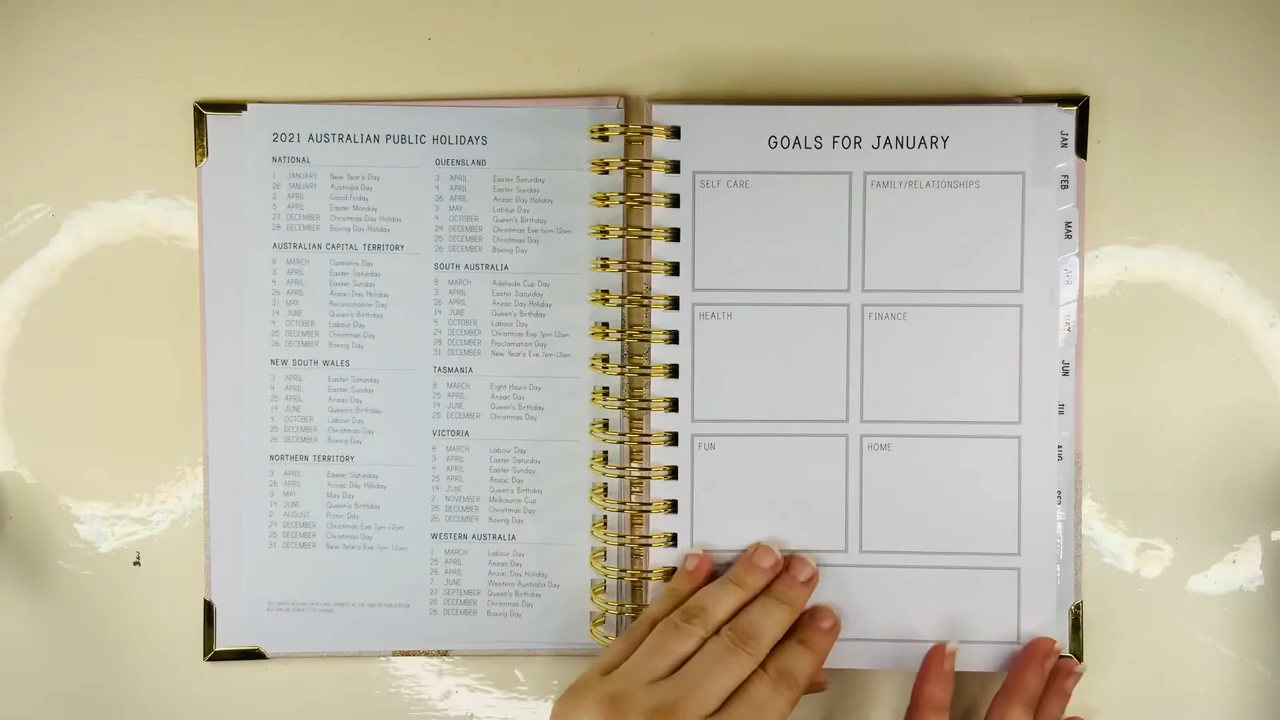 2021 AUSTRALIAN PUBLIC HOLIDAYS
NATIONAL
1 JANUARY New Year's Day
26 JANUARY Australia Day
2 APRIL Good Friday
5 APRIL Easter Monday
27 DECEMBER Christmas Day Holiday
28 DECEMBER Boxing Day Holiday
AUSTRALIAN CAPITAL TERRITORY
8 MARCH Canberra Day
3 APRIL Easter Saturday
4 APRIL Easter Sunday
26 APRIL Anzac Day Holiday
31 MAY Reconciliation Day
14 JUNE Queen's Birthday
4 OCTOBER Labour Day
25 DECEMBER Christmas Day
26 DECEMBER Boxing Day
NEW SOUTH WALES
3 APRIL Easter Saturday
4 APRIL Easter Sunday
25 APRIL Anzac Day
14 JUNE Queen's Birthday
4 OCTOBER Labour Day
25 DECEMBER Christmas Day
26 DECEMBER Boxing Day
NORTHERN TERRITORY
3 APRIL Easter Saturday
26 APRIL Anzac Day Holiday
3 MAY May Day
14 JUNE Queen's Birthday
2 AUGUST Picnic Day
24 DECEMBER Christmas Eve 7pm-12am
25 DECEMBER Christmas Day
31 DECEMBER New Year's Eve 7pm-12am
QUEENSLAND
3 APRIL Easter Saturday
4 APRIL Easter Sunday
26 APRIL Anzac Day Holiday
3 MAY Labour Day
4 OCTOBER Queen's Birthday
24 DECEMBER Christmas Eve 6pm-12am
25 DECEMBER Christmas Day
26 DECEMBER Boxing Day
SOUTH AUSTRALIA
8 MARCH Adelaide Cup Day
3 APRIL Easter Saturday
26 APRIL Anzac Day Holiday
14 JUNE Queen's Birthday
4 OCTOBER Labour Day
24 DECEMBER Christmas Eve 7pm-12am
28 DECEMBER Proclamation Day
31 DECEMBER New Year's Eve 7pm-12am
TASMANIA
8 MARCH Eight Hours Day
25 APRIL Anzac Day
14 JUNE Queen's Birthday
25 DECEMBER Christmas Day
VICTORIA
8 MARCH Labour Day
3 APRIL Easter Saturday
4 APRIL Easter Sunday
25 APRIL Anzac Day
14 JUNE Queen's Birthday
2 NOVEMBER Melbourne Cup
25 DECEMBER Christmas Day
26 DECEMBER Boxing Day
WESTERN AUSTRALIA
1 MARCH Labour Day
25 APRIL Anzac Day
26 APRIL Anzac Day Holiday
7 JUNE Western Australia Day
27 SEPTEMBER Queen's Birthday
25 DECEMBER Christmas Day
26 DECEMBER Boxing Day
GOALS FOR JANUARY
SELF CARE
FAMILY/RELATIONSHIPS
HEALTH
FINANCE
FUN
HOME
JAN
FEB
MAR
APR
MAY
JUN
JUL
AUG
SEP